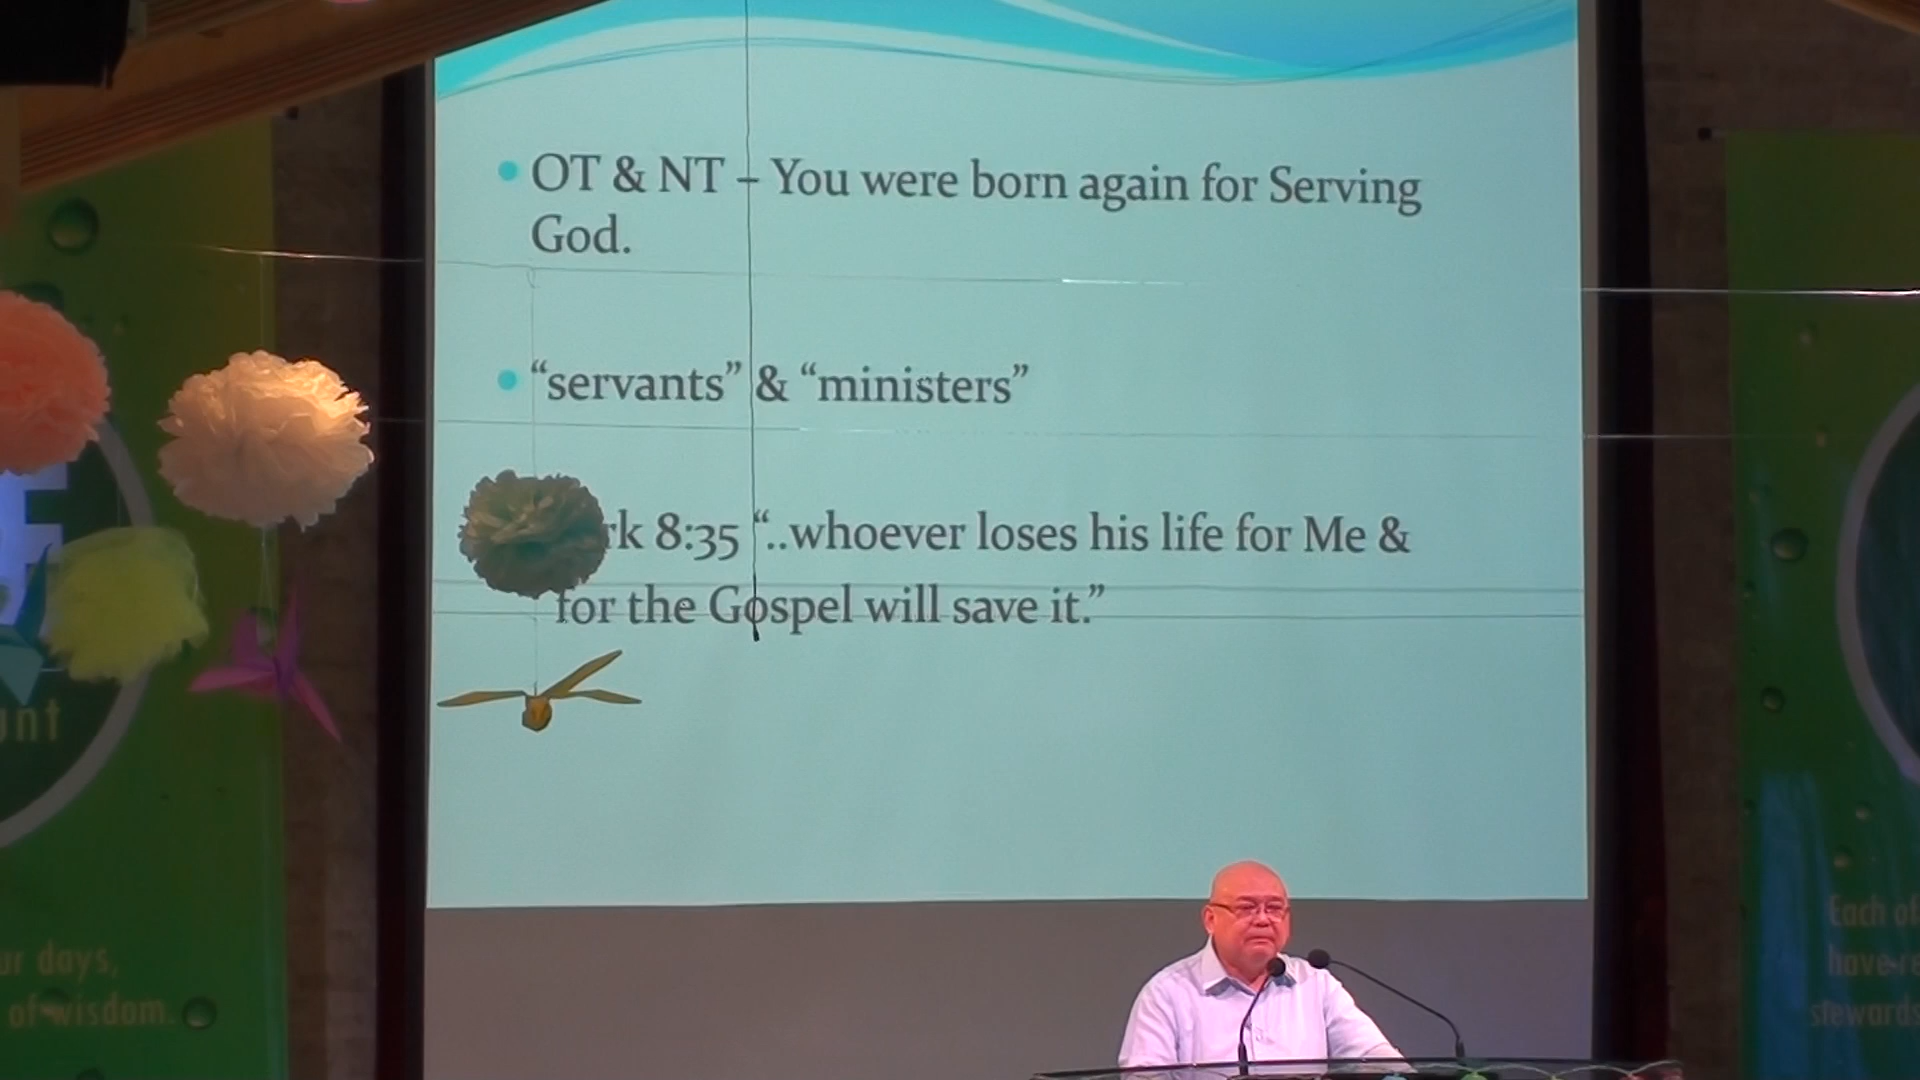 OT & NT – You were born again for Serving
God.
“servants” & “ministers”
rk 8:35 “..whoever loses his life for Me &
for the Gospel will save it.”
unt
ur days,
of wisdom.
Each of
have re
stewards